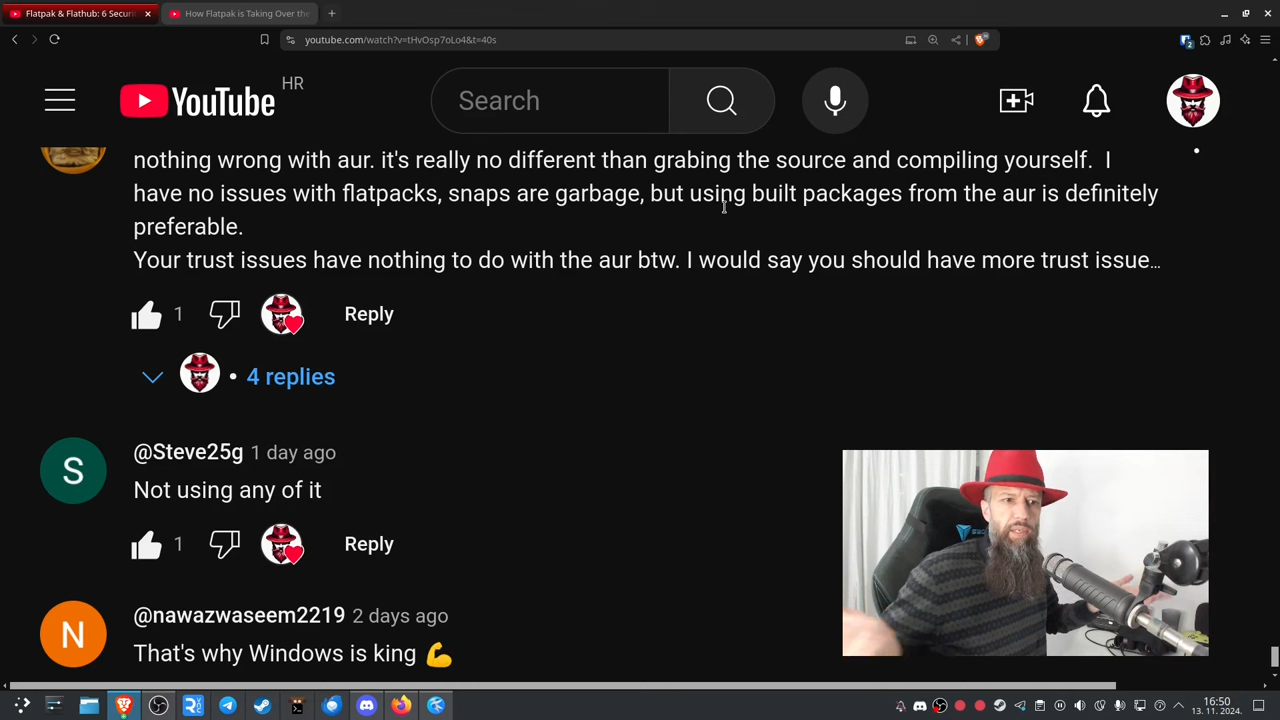 Flatpak & Flathub: 6 Securi
How Flatpak is Taking Over the
youtube.com/watch?v=tHvOsp7oLo4&t=40s
2
YouTube
HR
Search
nothing wrong with aur. it's really no different than grabing the source and compiling yourself. I
have no issues with flatpacks, snaps are garbage, but using built packages from the aur is definitely
preferable.
Your trust issues have nothing to do with the aur btw. I would say you should have more trust issue...
1
Reply
• 4 replies
S
@Steve25g 1 day ago
Not using any of it
1
Reply
N
@nawazwaseem2219 2 days ago
That's why Windows is king 💪
16:50
13. 11. 2024.